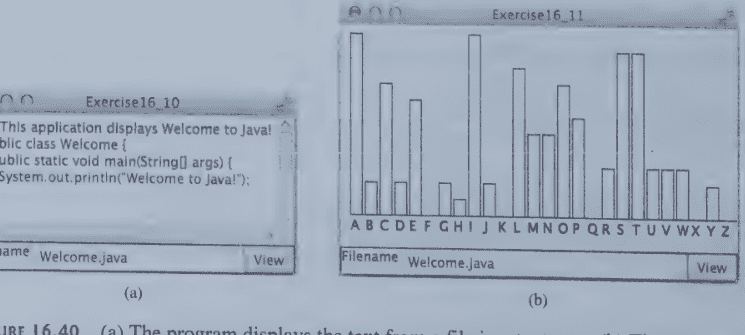 Exercise16_10
This application displays Welcome to Java!
blic class Welcome {
ublic static void main(String[] args) {
System.out.println("Welcome to Java!");
ame Welcome.java View
(a)
Exercise16_11
A B C D E F G H I J K L M N O P Q R S T U V W X Y Z
Filename Welcome.java View
(b)
URE 16.40 (a) The program displays the text from a fil